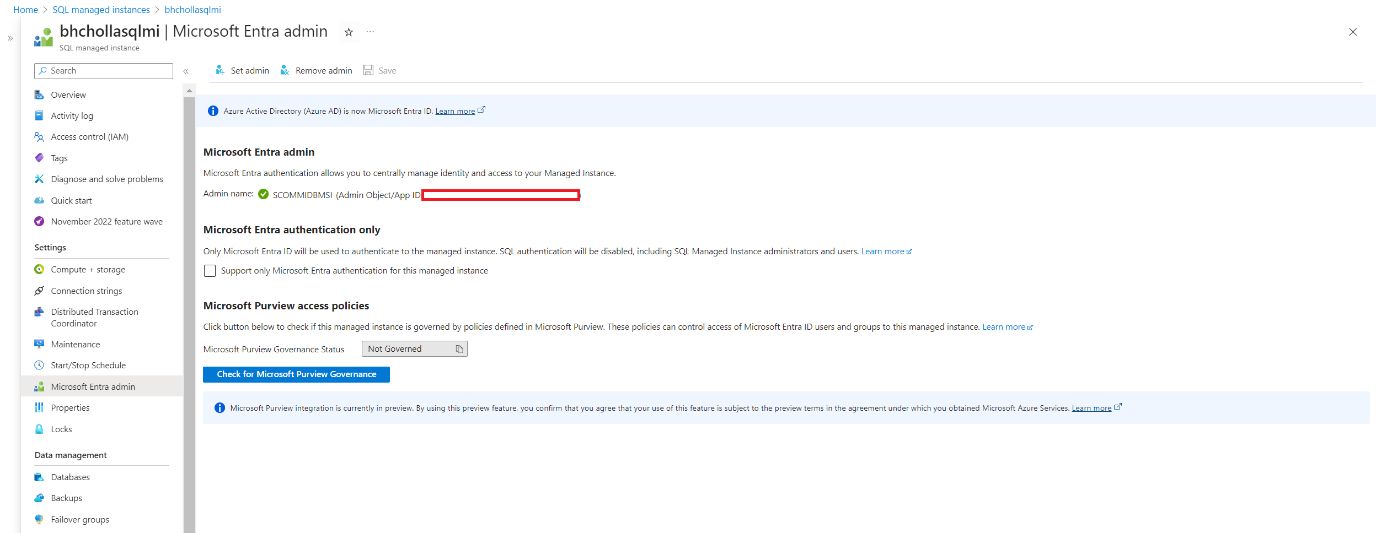 Home > SQL managed instances > bhchollasqlmi
bhchollasqlmi | Microsoft Entra admin
SQL managed instance
Search
Set admin
Remove admin
Save
Overview
Activity log
Access control (IAM)
Tags
Diagnose and solve problems
Quick start
November 2022 feature wave
Settings
Compute + storage
Connection strings
Distributed Transaction
Coordinator
Maintenance
Start/Stop Schedule
Microsoft Entra admin
Properties
Locks
Data management
Databases
Backups
Failover groups
Azure Active Directory (Azure AD) is now Microsoft Entra ID. Learn more
Microsoft Entra admin
Microsoft Entra authentication allows you to centrally manage identity and access to your Managed Instance.
Admin name: SCOMMIDBMSI (Admin Object/App ID )
Microsoft Entra authentication only
Only Microsoft Entra ID will be used to authenticate to the managed instance. SQL authentication will be disabled, including SQL Managed Instance administrators and users. Learn more
Support only Microsoft Entra authentication for this managed instance
Microsoft Purview access policies
Click button below to check if this managed instance is governed by policies defined in Microsoft Purview. These policies can control access of Microsoft Entra ID users and groups to this managed instance. Learn more
Microsoft Purview Governance Status Not Governed
Check for Microsoft Purview Governance
Microsoft Purview integration is currently in preview. By using this preview feature, you confirm that you agree that your use of this feature is subject to the preview terms in the agreement under which you obtained Microsoft Azure Services. Learn more